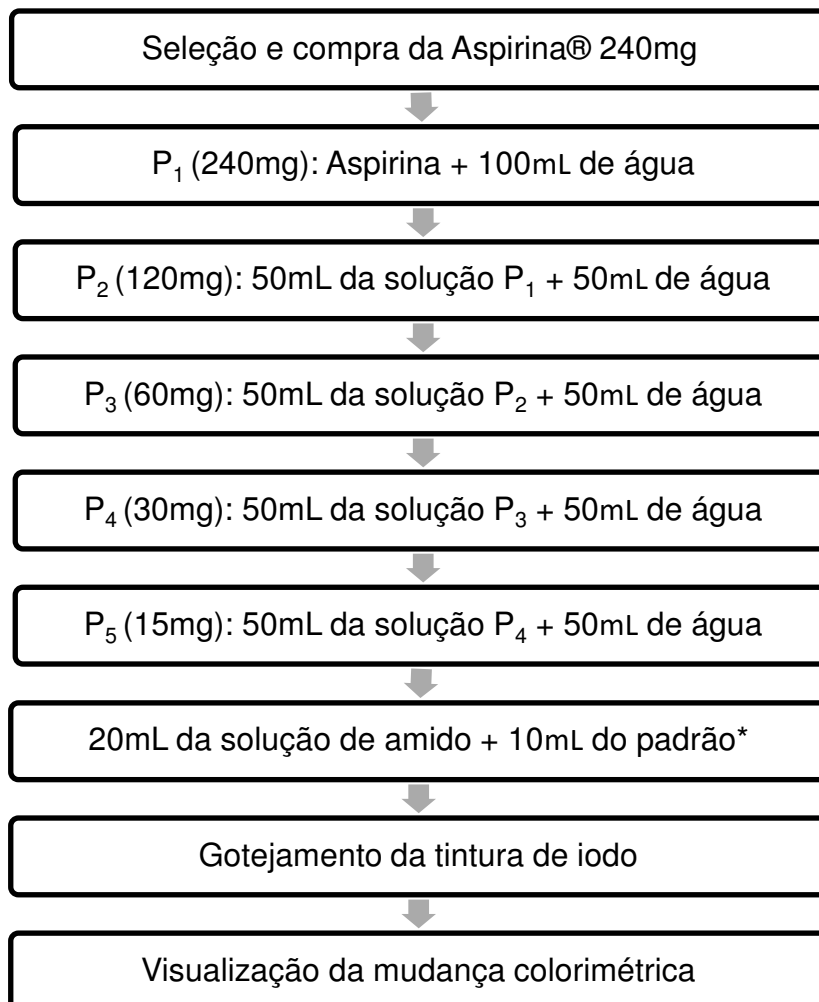 Seleção e compra da Aspirina® 240mg
P₁ (240mg): Aspirina + 100mL de água
P₂ (120mg): 50mL da solução P₁ + 50mL de água
P₃ (60mg): 50mL da solução P₂ + 50mL de água
P₄ (30mg): 50mL da solução P₃ + 50mL de água
P₅ (15mg): 50mL da solução P₄ + 50mL de água
20mL da solução de amido + 10mL do padrão*
Gotejamento da tintura de iodo
Visualização da mudança colorimétrica